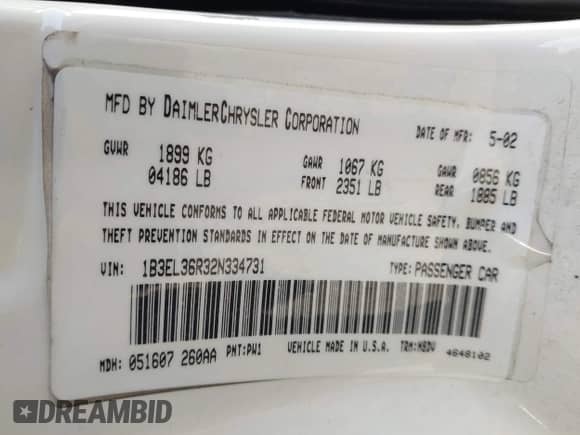 MFD BY DAIMLERCHRYSLER CORPORATION DATE OF MFR: 5-02
GVWR 1899 KG GAWR 1067 KG GAWR 0856 KG
04186 LB FRONT 2351 LB REAR 1885 LB
THIS VEHICLE CONFORMS TO ALL APPLICABLE FEDERAL MOTOR VEHICLE SAFETY, BUMPER AND
THEFT PREVENTION STANDARDS IN EFFECT ON THE DATE OF MANUFACTURE SHOWN ABOVE.
VIN: 1B3EL36R32N334731 TYPE: PASSENGER CAR
MDH: 051607 260AA PNT: PW1 VEHICLE MADE IN U.S.A. TRM: M8DV 4648102
DREAMBID